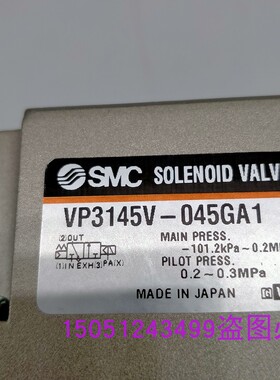 SMC SOLENOID VALV
VP3145V-045GA1
(2)OUT
MAIN PRESS.
-101.2kPa~0.2M
PILOT PRESS.
(1)IN EXH(3) PA(X)
0.2~0.3MPa
MADE IN JAPAN
15051243499盗图必